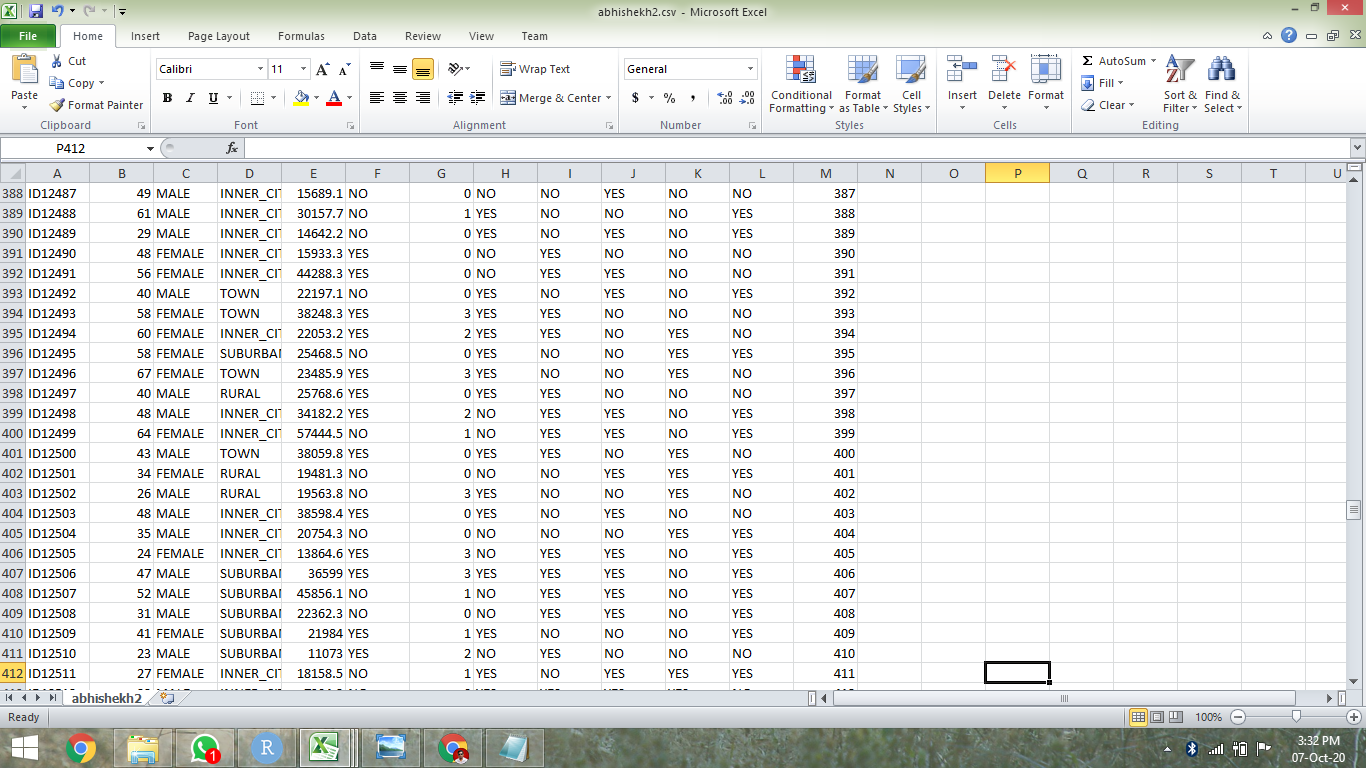 abhishekh2.csv - Microsoft Excel
File Home Insert Page Layout Formulas Data Review View Team
Paste Cut Copy Format Painter Clipboard
Calibri 11 A A B I U A Font
Wrap Text Merge & Center Alignment
General $ % , Number
Conditional Formatting Format as Table Cell Styles Styles
Insert Delete Format Cells
Σ AutoSum Fill Clear Sort & Filter Find & Select Editing
P412 fx
A B C D E F G H I J K L M N O P Q R S T U
388 ID12487 49 MALE INNER_CIT 15689.1 NO 0 NO NO YES NO NO 387
389 ID12488 61 MALE INNER_CIT 30157.7 NO 1 YES NO NO NO YES 388
390 ID12489 29 MALE INNER_CIT 14642.2 NO 0 YES NO YES NO YES 389
391 ID12490 48 FEMALE INNER_CIT 15933.3 YES 0 NO YES NO NO NO 390
392 ID12491 56 FEMALE INNER_CIT 44288.3 YES 0 NO YES YES NO NO 391
393 ID12492 40 MALE TOWN 22197.1 NO 0 YES NO YES NO YES 392
394 ID12493 58 FEMALE TOWN 38248.3 YES 3 YES YES NO NO NO 393
395 ID12494 60 FEMALE INNER_CIT 22053.2 YES 2 YES YES NO YES NO 394
396 ID12495 58 FEMALE SUBURBAN 25468.5 NO 0 YES NO NO YES YES 395
397 ID12496 67 FEMALE TOWN 23485.9 YES 3 YES NO NO YES NO 396
398 ID12497 40 MALE RURAL 25768.6 YES 0 YES YES NO NO NO 397
399 ID12498 48 MALE INNER_CIT 34182.2 YES 2 NO YES YES NO YES 398
400 ID12499 64 FEMALE INNER_CIT 57444.5 NO 1 NO YES YES NO YES 399
401 ID12500 43 MALE TOWN 38059.8 YES 0 YES YES NO YES NO 400
402 ID12501 34 FEMALE RURAL 19481.3 NO 0 NO NO YES YES YES 401
403 ID12502 26 MALE RURAL 19563.8 NO 3 YES NO NO YES NO 402
404 ID12503 48 MALE INNER_CIT 38598.4 YES 0 YES NO YES NO NO 403
405 ID12504 35 MALE INNER_CIT 20754.3 NO 0 NO NO NO YES YES 404
406 ID12505 24 FEMALE INNER_CIT 13864.6 YES 3 NO YES YES NO YES 405
407 ID12506 47 MALE SUBURBAN 36599 YES 3 YES YES YES NO YES 406
408 ID12507 52 MALE SUBURBAN 45856.1 NO 1 NO YES YES NO YES 407
409 ID12508 31 MALE SUBURBAN 22362.3 NO 0 NO YES YES NO YES 408
410 ID12509 41 FEMALE SUBURBAN 21984 YES 1 YES NO NO NO YES 409
411 ID12510 23 MALE SUBURBAN 11073 YES 2 NO YES NO NO NO 410
412 ID12511 27 FEMALE INNER_CIT 18158.5 NO 1 YES NO YES YES YES 411
abhishekh2
Ready 100%
1 R
3:32 PM
07-Oct-20